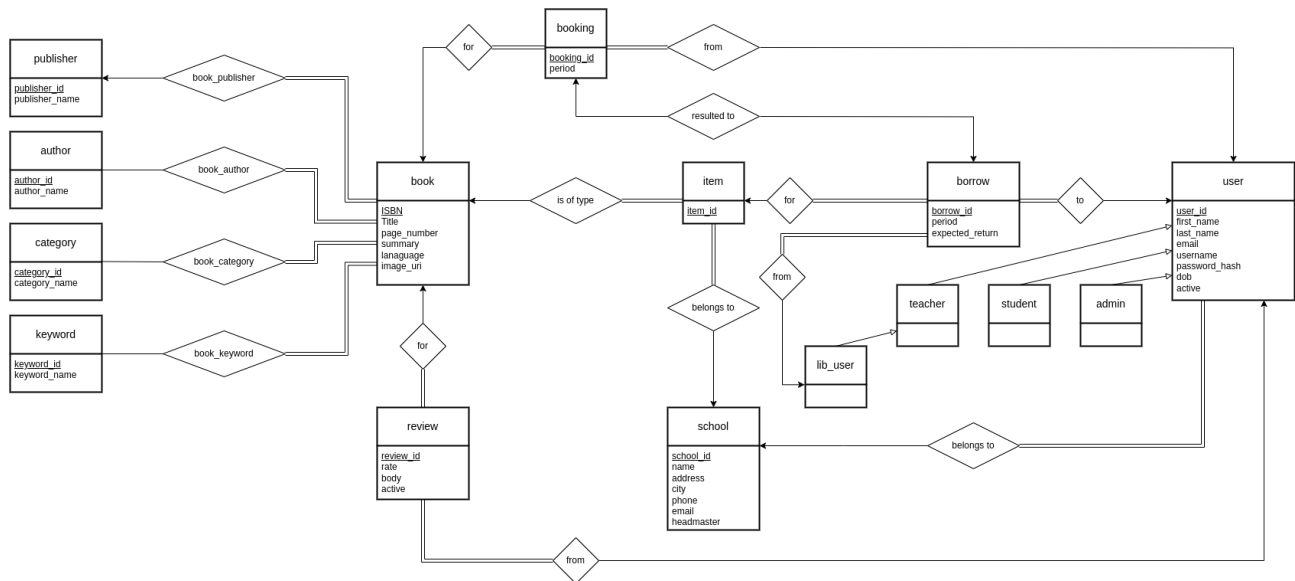 booking
booking_id
period
for
from
publisher
publisher_id
publisher_name
book_publisher
resulted to
author
author_id
author_name
book_author
book
ISBN
Title
page_number
summary
lanaguage
image_uri
is of type
item
item_id
for
borrow
borrow_id
period
expected_return
to
user
user_id
first_name
last_name
email
username
password_hash
dob
active
category
category_id
category_name
book_category
from
belongs to
teacher
student
admin
keyword
keyword_id
keyword_name
book_keyword
for
lib_user
review
review_id
rate
body
active
school
school_id
name
address
city
phone
email
headmaster
belongs to
from